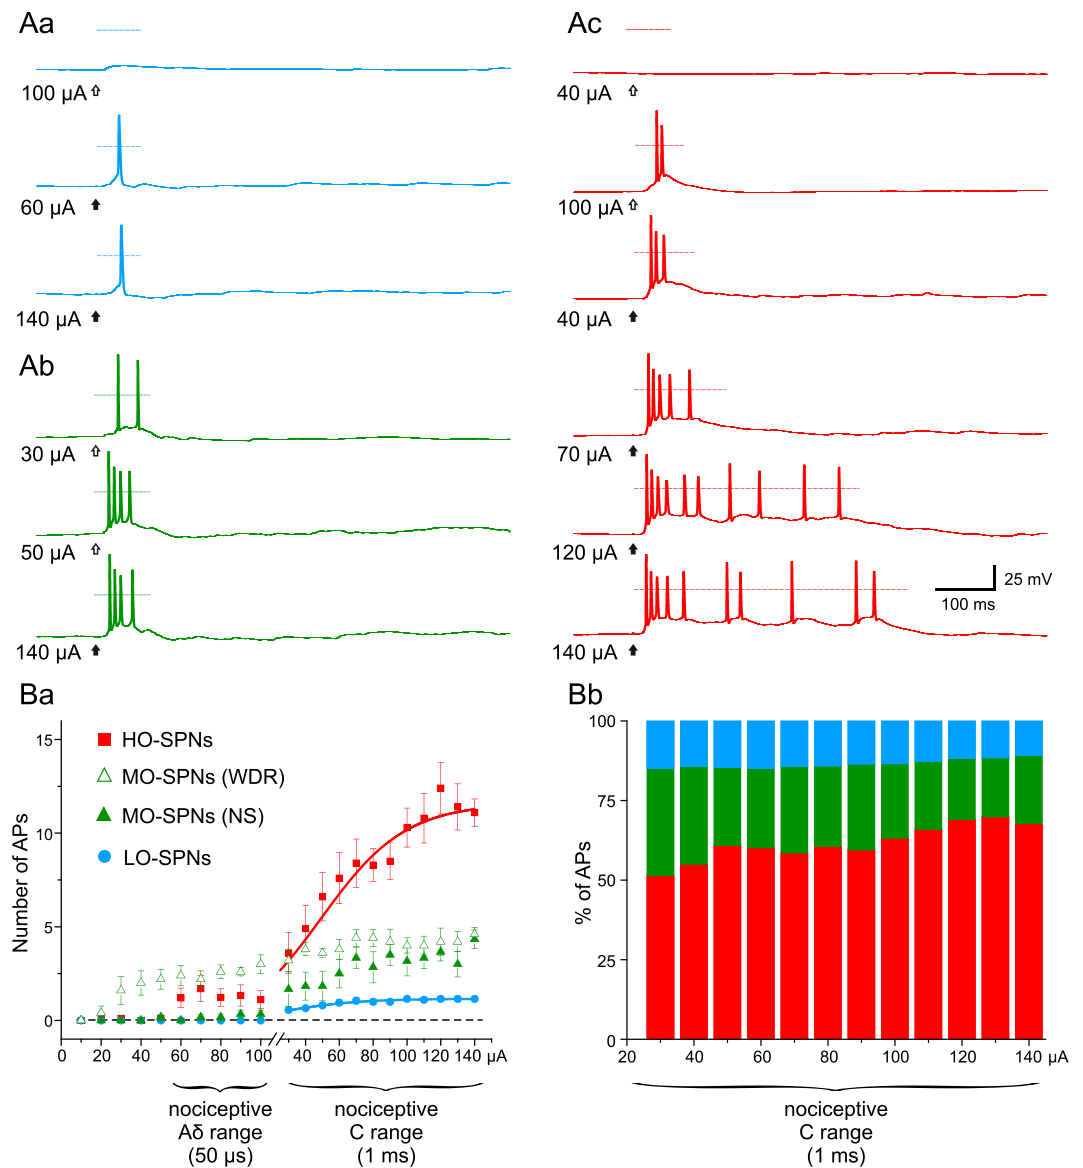 Aa
100 µA
60 µA
140 µA
Ab
30 µA
50 µA
140 µA
Ac
40 µA
100 µA
40 µA
70 µA
120 µA
140 µA
25 mV
100 ms
Ba
Number of APs
15
10
5
0
HO-SPNs
MO-SPNs (WDR)
MO-SPNs (NS)
LO-SPNs
0 20 40 60 80 100 40 60 80 100 120 140 µA
nociceptive
Aδ range
(50 µs)
nociceptive
C range
(1 ms)
Bb
% of APs
100
75
50
25
0
20 40 60 80 100 120 140 µA
nociceptive
C range
(1 ms)